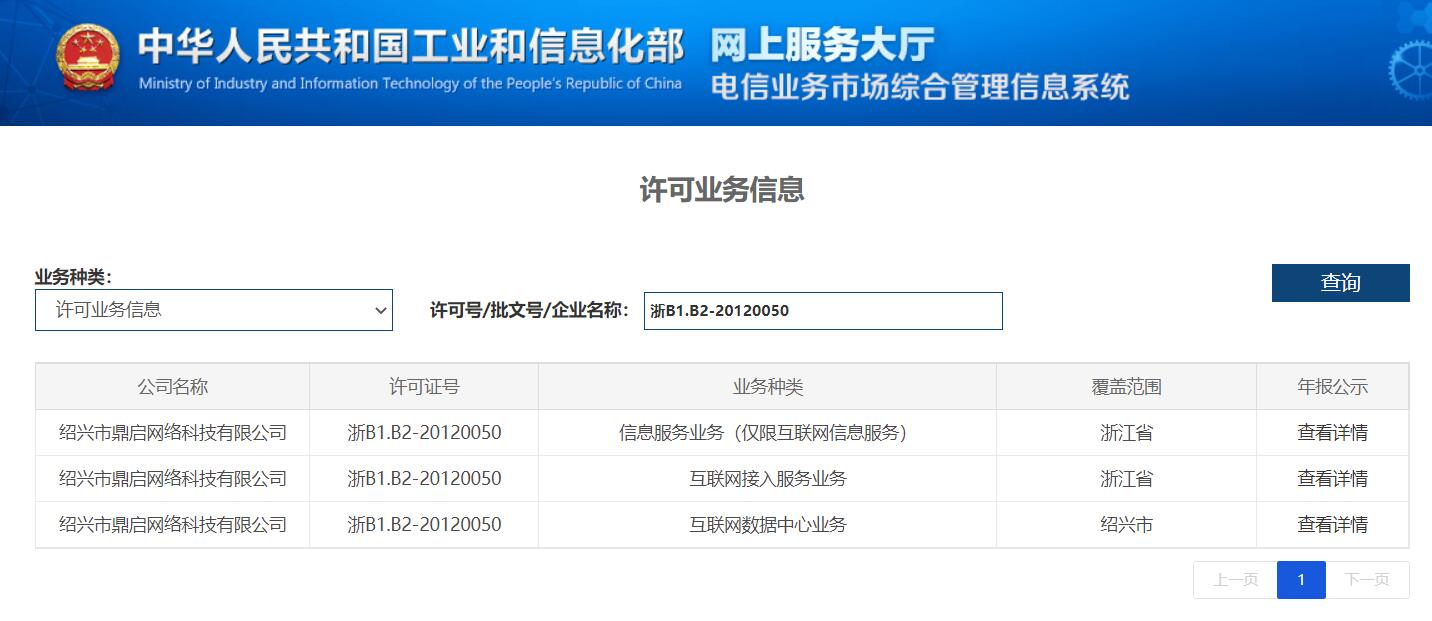 中华人民共和国工业和信息化部 网上服务大厅
Ministry of Industry and Information Technology of the People's Republic of China 电信业务市场综合管理信息系统
许可业务信息
业务种类：
查询
许可业务信息 许可号/批文号/企业名称： 浙B1.B2-20120050
公司名称 许可证号 业务种类 覆盖范围 年报公示
绍兴市鼎启网络科技有限公司 浙B1.B2-20120050 信息服务业务（仅限互联网信息服务） 浙江省 查看详情
绍兴市鼎启网络科技有限公司 浙B1.B2-20120050 互联网接入服务业务 浙江省 查看详情
绍兴市鼎启网络科技有限公司 浙B1.B2-20120050 互联网数据中心业务 绍兴市 查看详情
上一页 1 下一页